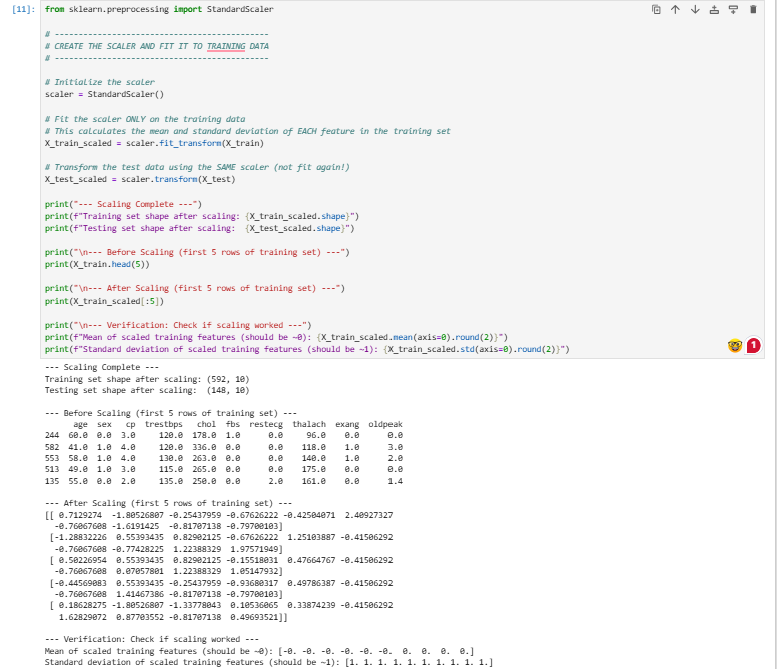 [11]: from sklearn.preprocessing import StandardScaler
# --------------------------------------------
# CREATE THE SCALER AND FIT IT TO TRAINING DATA
# --------------------------------------------
# Initialize the scaler
scaler = StandardScaler()
# Fit the scaler ONLY on the training data
# This calculates the mean and standard deviation of EACH feature in the training set
X_train_scaled = scaler.fit_transform(X_train)
# Transform the test data using the SAME scaler (not fit again!)
X_test_scaled = scaler.transform(X_test)
print("--- Scaling Complete ---")
print(f"Training set shape after scaling: {X_train_scaled.shape}")
print(f"Testing set shape after scaling:  {X_test_scaled.shape}")
print("\n--- Before Scaling (first 5 rows of training set) ---")
print(X_train.head(5))
print("\n--- After Scaling (first 5 rows of training set) ---")
print(X_train_scaled[:5])
print("\n--- Verification: Check if scaling worked ---")
print(f"Mean of scaled training features (should be ~0): {X_train_scaled.mean(axis=0).round(2)}")
print(f"Standard deviation of scaled training features (should be ~1): {X_train_scaled.std(axis=0).round(2)}")
1
--- Scaling Complete ---
Training set shape after scaling: (592, 10)
Testing set shape after scaling:  (148, 10)
--- Before Scaling (first 5 rows of training set) ---
      age  sex   cp  trestbps   chol  fbs  restecg  thalach  exang  oldpeak
244  60.0  0.0  3.0     120.0  178.0  1.0      0.0     96.0    0.0      0.0
582  41.0  1.0  4.0     120.0  336.0  0.0      0.0    118.0    1.0      3.0
553  58.0  1.0  4.0     130.0  263.0  0.0      0.0    140.0    1.0      2.0
513  49.0  1.0  3.0     115.0  265.0  0.0      0.0    175.0    0.0      0.0
135  55.0  0.0  2.0     135.0  250.0  0.0      2.0    161.0    0.0      1.4
--- After Scaling (first 5 rows of training set) ---
[[ 0.7129274  -1.80526807 -0.25437959 -0.67626222 -0.42504071  2.40927327
  -0.76067608 -1.6191425  -0.81707138 -0.79700103]
 [-1.28832226  0.55393435  0.82902125 -0.67626222  1.25103887 -0.41506292
  -0.76067608 -0.77428225  1.22388329  1.97571949]
 [ 0.50226954  0.55393435  0.82902125 -0.15518031  0.47664767 -0.41506292
  -0.76067608  0.07057801  1.22388329  1.05147932]
 [-0.44569083  0.55393435 -0.25437959 -0.93680317  0.49786387 -0.41506292
  -0.76067608  1.41467386 -0.81707138 -0.79700103]
 [ 0.18628275 -1.80526807 -1.33778043  0.10536065  0.33874239 -0.41506292
   1.62829072  0.87703552 -0.81707138  0.49693521]]
--- Verification: Check if scaling worked ---
Mean of scaled training features (should be ~0): [-0. -0. -0. -0. -0. -0.  0.  0.  0.  0.]
Standard deviation of scaled training features (should be ~1): [1. 1. 1. 1. 1. 1. 1. 1. 1. 1.]